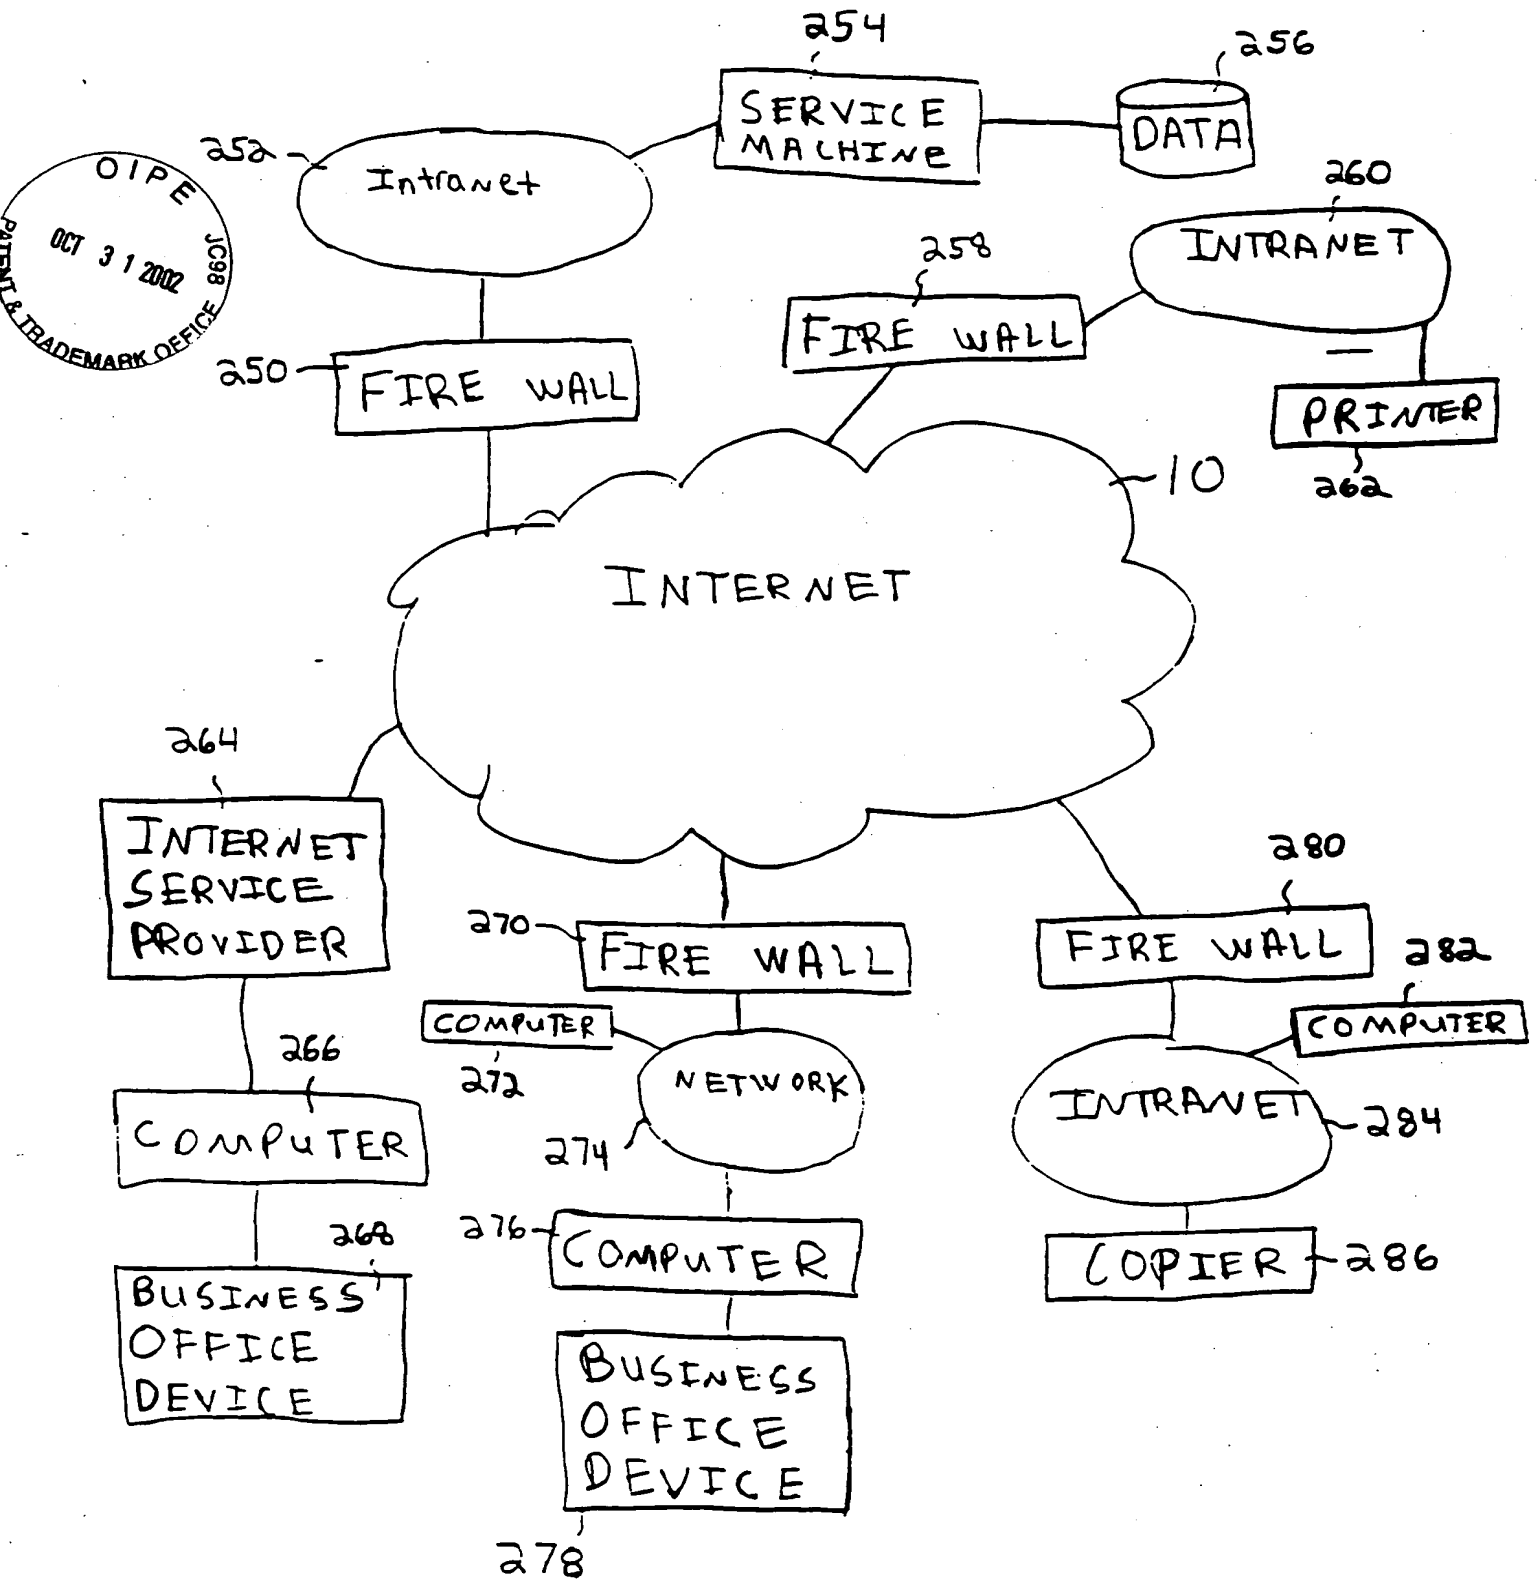 254
256
SERVICE
MACHINE
DATA
252
Intranet
OIPE
JC98
OCT 31 2002
PATENT & TRADEMARK OFFICE
260
INTRANET
258
FIRE WALL
250
FIRE WALL
PRINTER
262
10
INTERNET
264
INTERNET
SERVICE
PROVIDER
280
270
FIRE WALL
FIRE WALL
282
COMPUTER
COMPUTER
272
266
NETWORK
274
INTRANET
284
COMPUTER
276
COMPUTER
268
COPIER
286
BUSINESS
OFFICE
DEVICE
BUSINESS
OFFICE
DEVICE
278